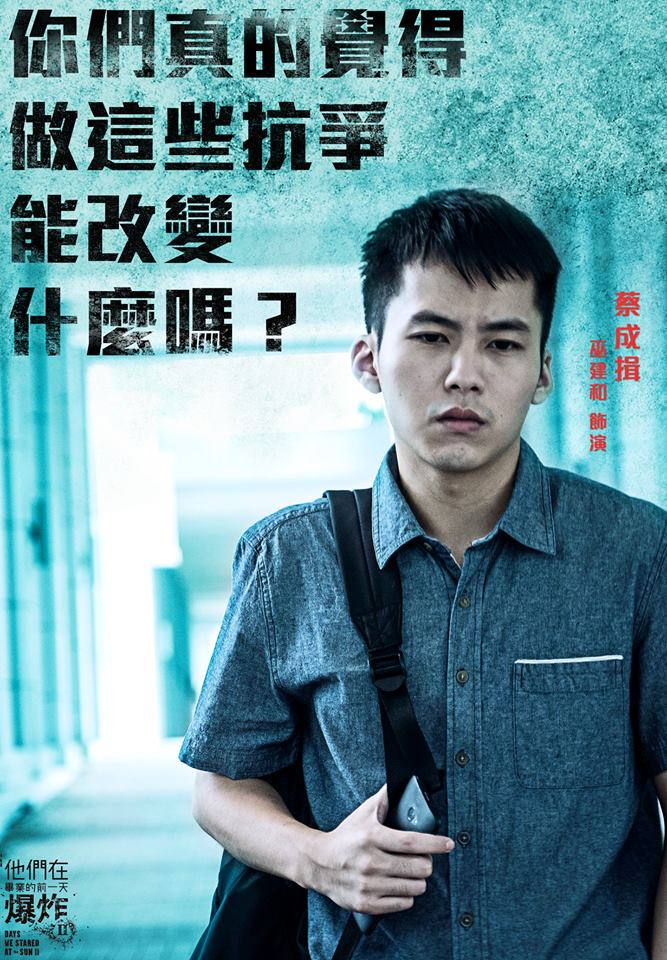 你們真的覺得
做這些抗爭
能改變
什麼嗎？
蔡成揖
巫建和 飾演
他們在
畢業的前一天
爆炸
II
DAYS
WE STARED
AT THE SUN II